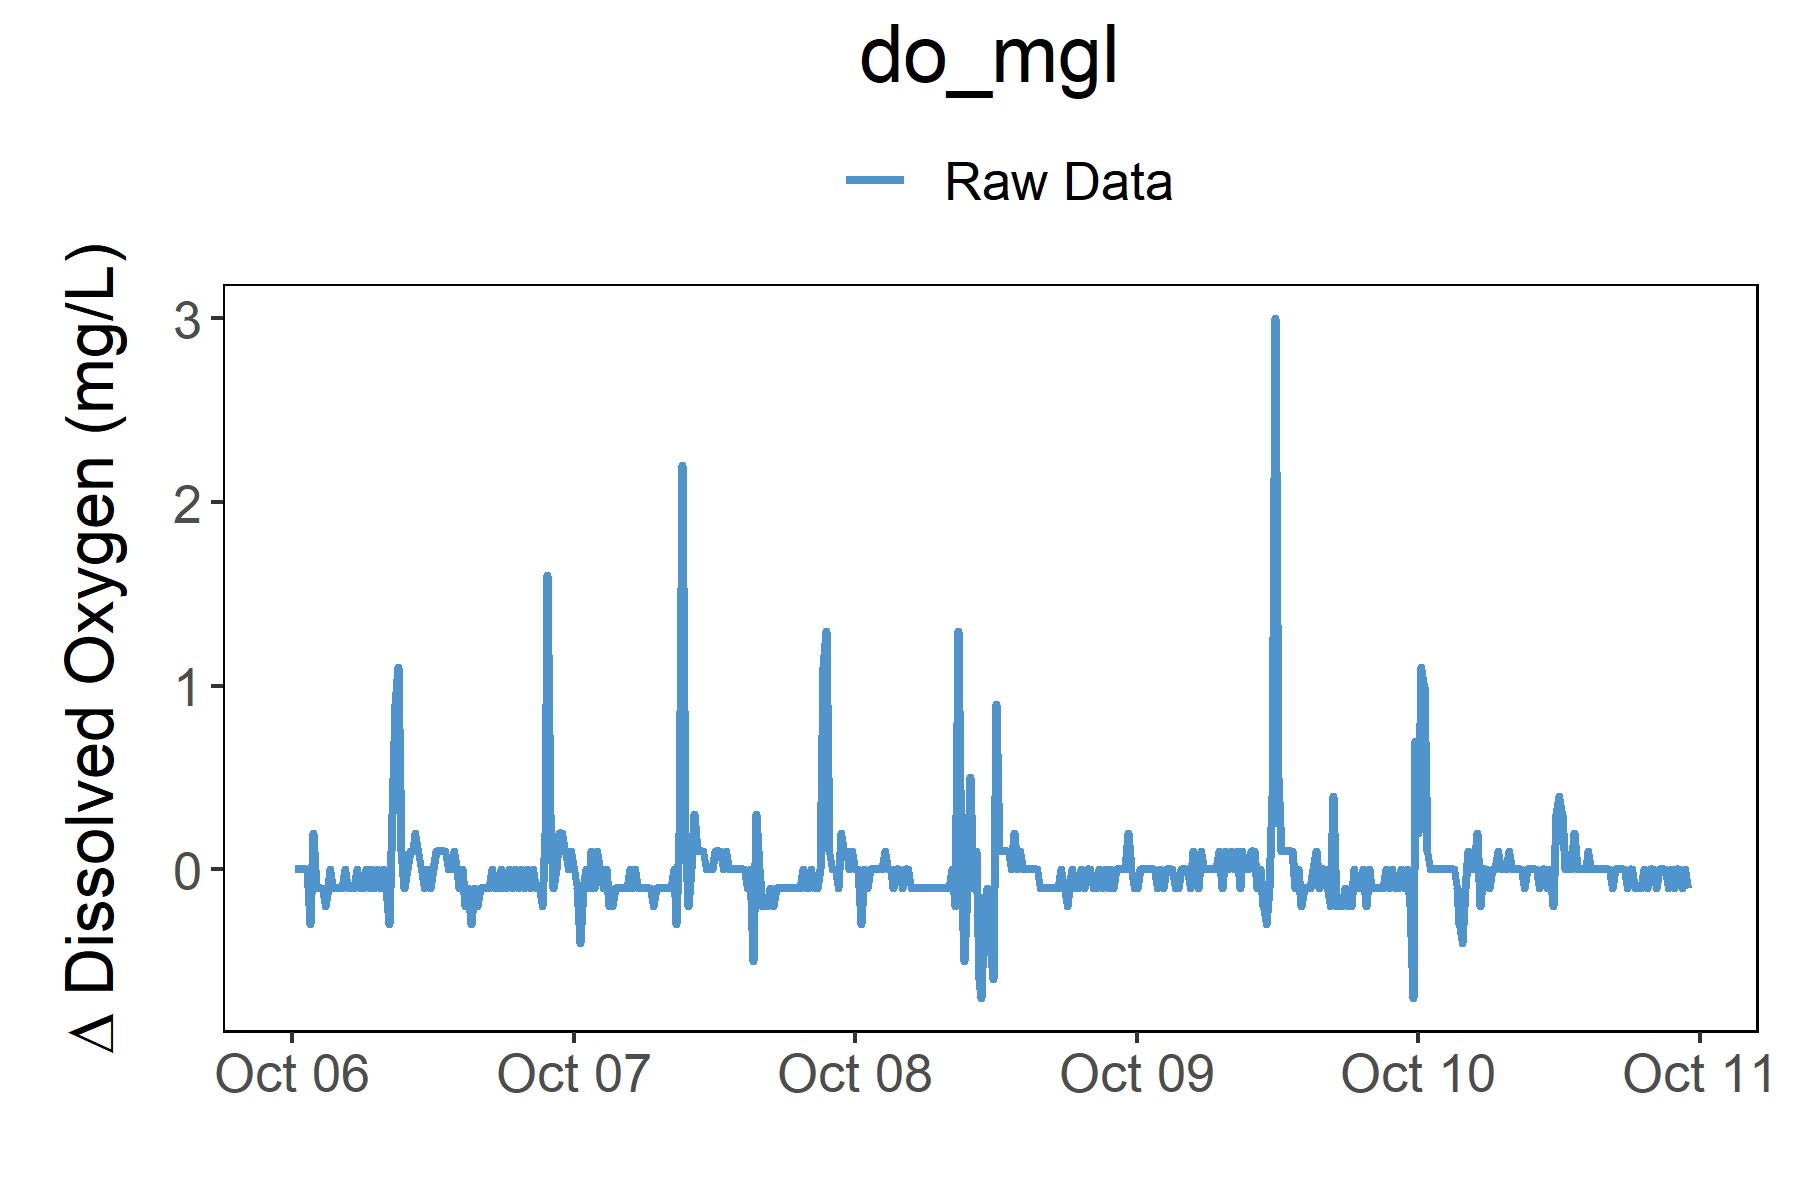 do_mgl
Raw Data
Δ Dissolved Oxygen (mg/L)
3
2
1
0
Oct 06 Oct 07 Oct 08 Oct 09 Oct 10 Oct 11